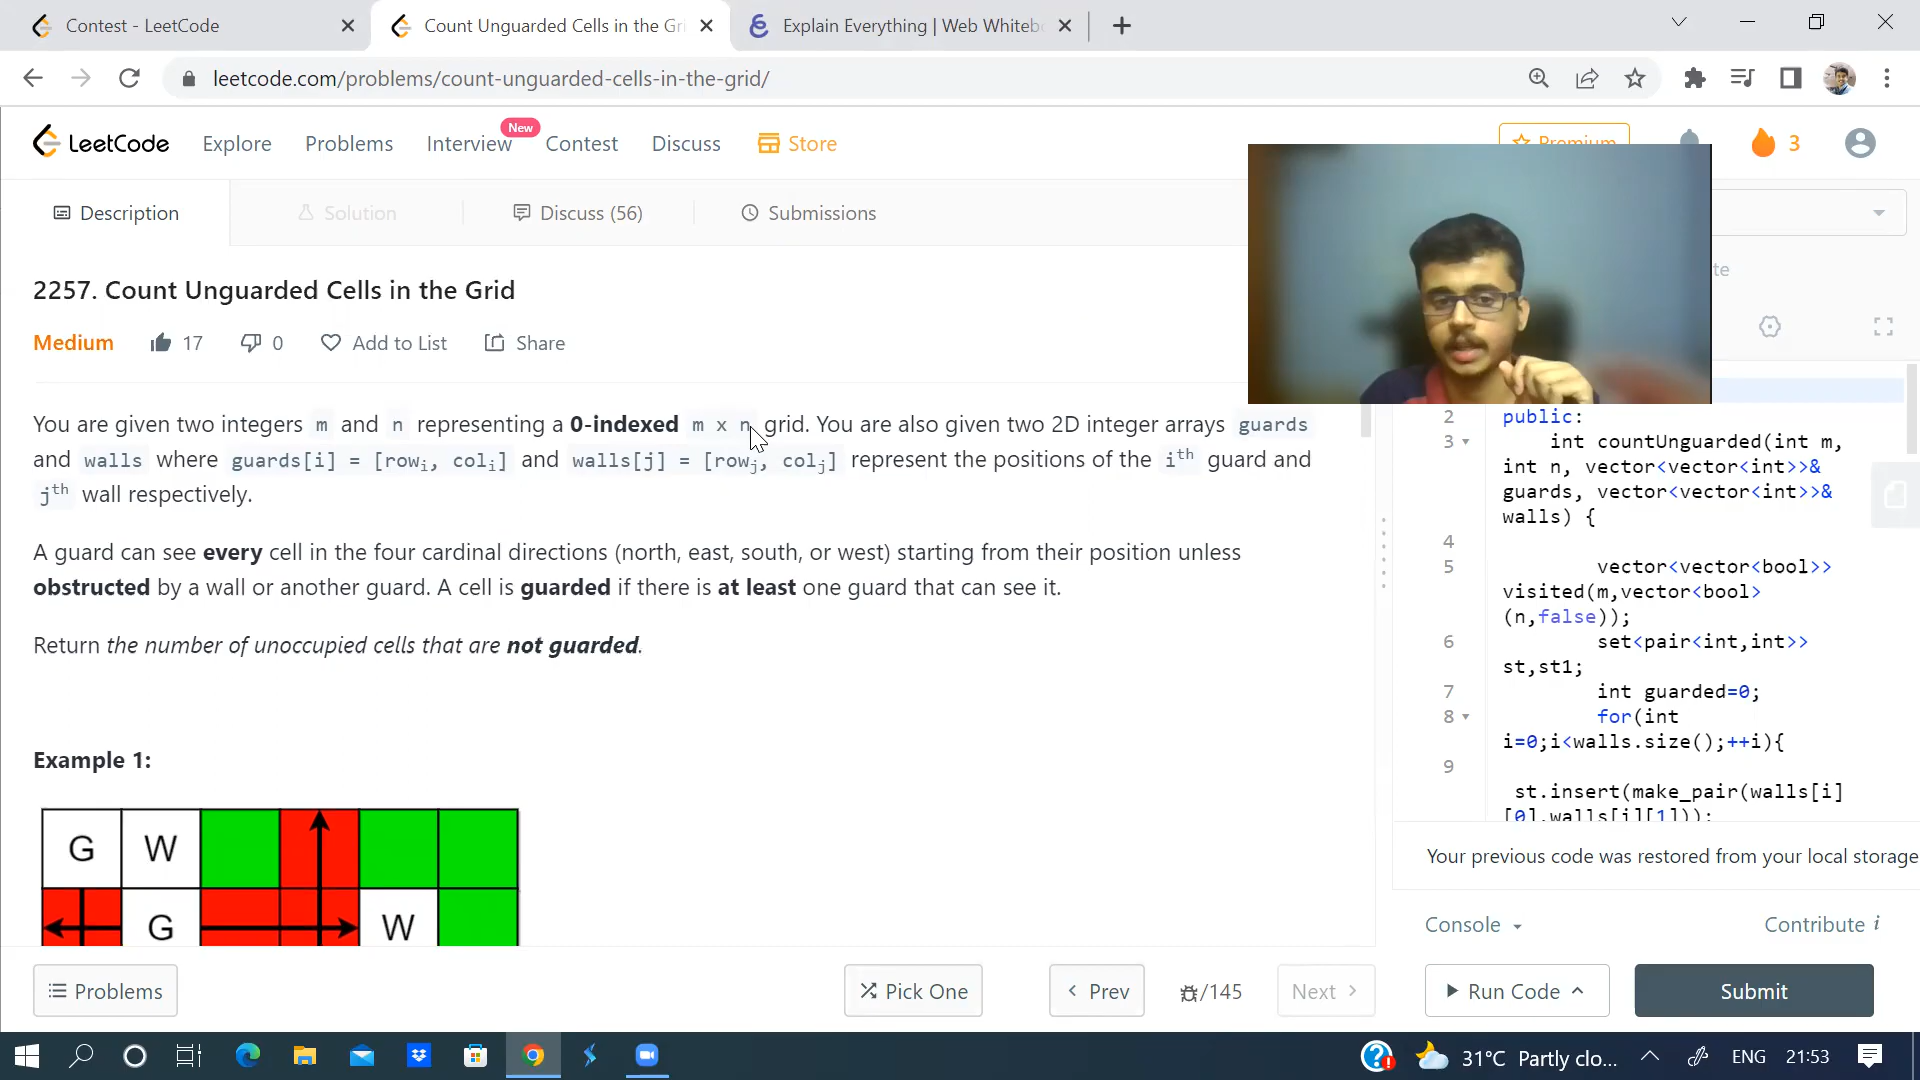 Contest - LeetCode
Count Unguarded Cells in the Gri
Explain Everything | Web Whitebo
leetcode.com/problems/count-unguarded-cells-in-the-grid/
LeetCode
Explore
Problems
Interview
New
Contest
Discuss
Store
Premium
3
Description
Solution
Discuss (56)
Submissions
te
2257. Count Unguarded Cells in the Grid
Medium
17
0
Add to List
Share
You are given two integers m and n representing a 0-indexed m x n grid. You are also given two 2D integer arrays guards
and walls where guards[i] = [rowi, coli] and walls[j] = [rowj, colj] represent the positions of the ith guard and
jth wall respectively.
A guard can see every cell in the four cardinal directions (north, east, south, or west) starting from their position unless
obstructed by a wall or another guard. A cell is guarded if there is at least one guard that can see it.
Return the number of unoccupied cells that are not guarded.
Example 1:
G W
G W
2 public:
3 int countUnguarded(int m,
int n, vector<vector<int>>&
guards, vector<vector<int>>&
walls) {
4
5 vector<vector<bool>>
visited(m,vector<bool>
(n,false));
6 set<pair<int,int>>
st,st1;
7 int guarded=0;
8 for(int
i=0;i<walls.size();++i){
9
st.insert(make_pair(walls[i]
[0],walls[i][1]));
Your previous code was restored from your local storage
Console
Contribute i
Problems
Pick One
Prev
/145
Next
Run Code
Submit
31°C Partly clo...
ENG
21:53